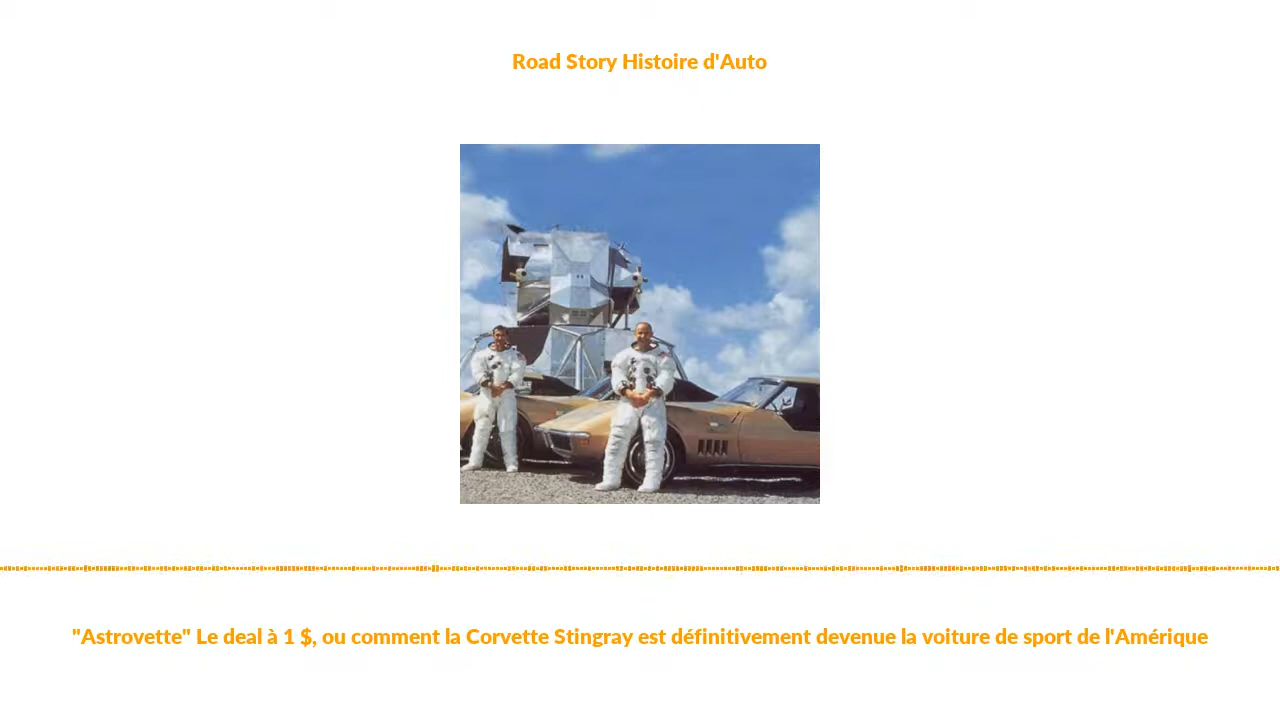 Road Story Histoire d'Auto
"Astrovette" Le deal à 1 $, ou comment la Corvette Stingray est définitivement devenue la voiture de sport de l'Amérique